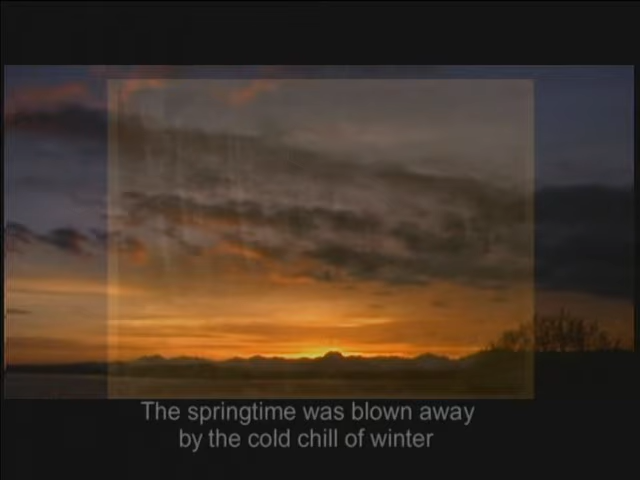 The springtime was blown away
by the cold chill of winter